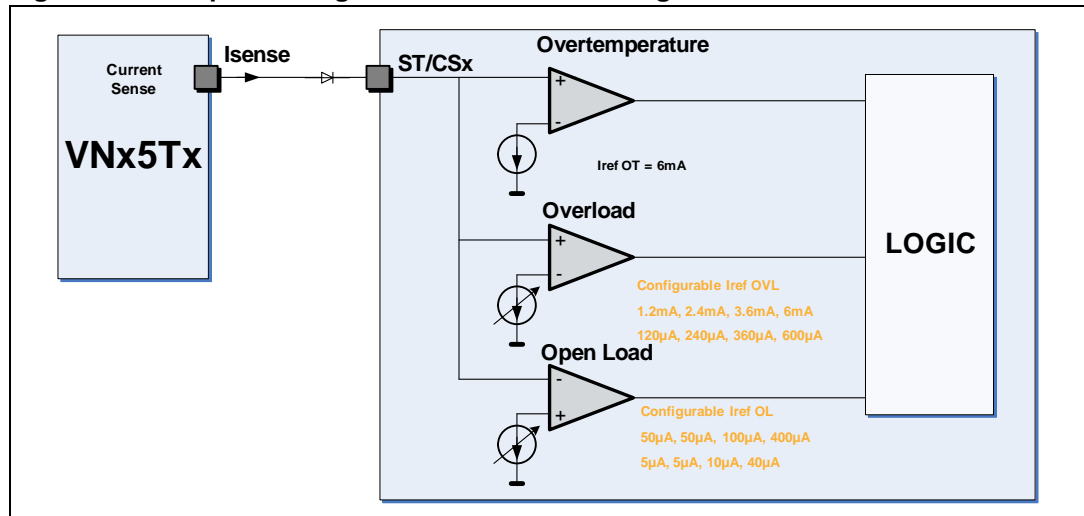 Overtemperature
Isense
ST/CSx
Current
Sense
+
-
VNx5Tx
Iref OT = 6mA
Overload
+
-
LOGIC
Configurable Iref OVL
1.2mA, 2.4mA, 3.6mA, 6mA
120µA, 240µA, 360µA, 600µA
Open Load
-
+
Configurable Iref OL
50µA, 50µA, 100µA, 400µA
5µA, 5µA, 10µA, 40µA